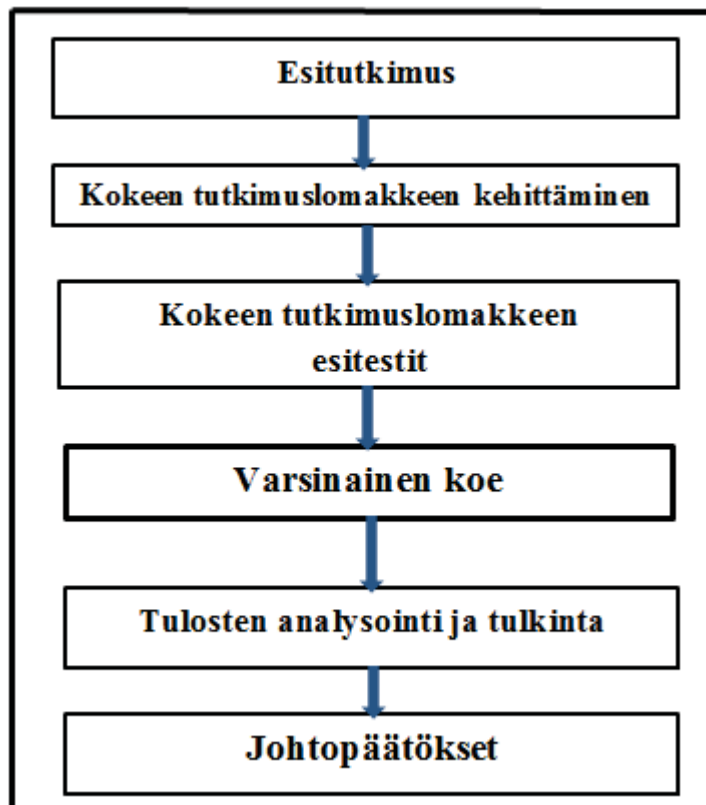 Esitutkimus
Kokeen tutkimuslomakkeen kehittäminen
Kokeen tutkimuslomakkeen
esitestit
Varsinainen koe
Tulosten analysointi ja tulkinta
Johtopäätökset